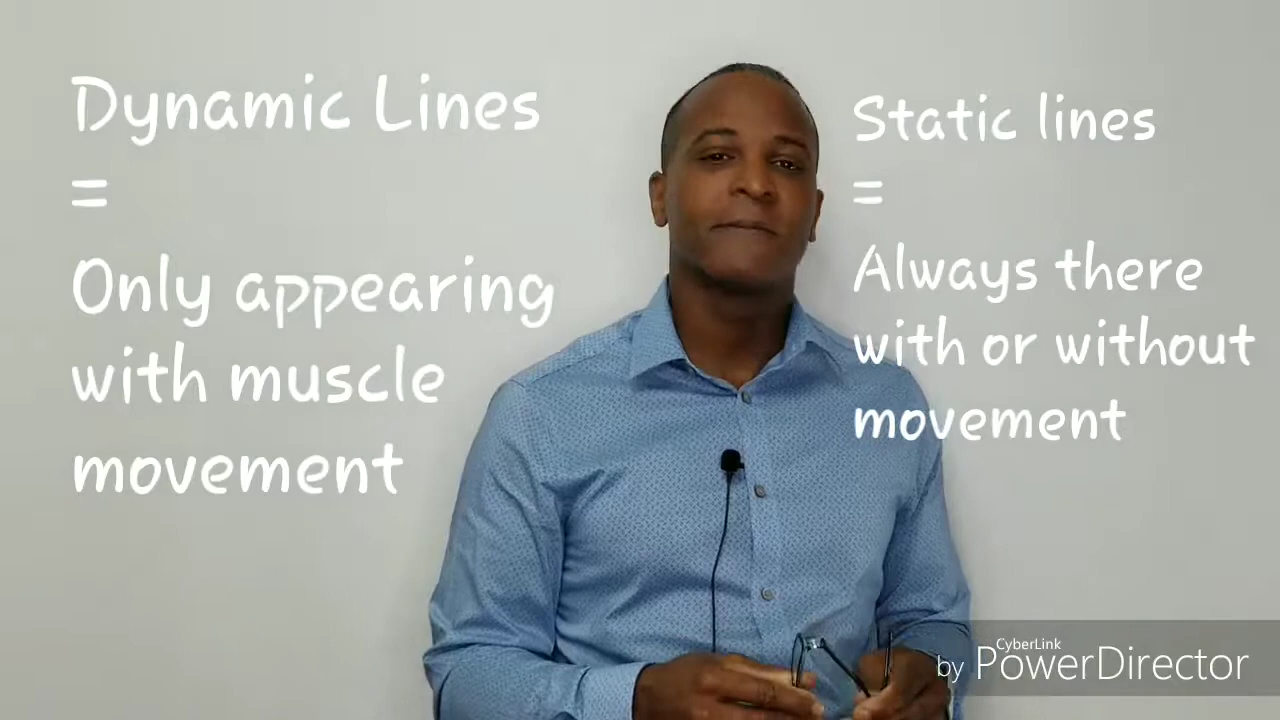 Dynamic Lines
=
Only appearing
with muscle
movement
Static lines
=
Always there
with or without
movement
CyberLink
by PowerDirector